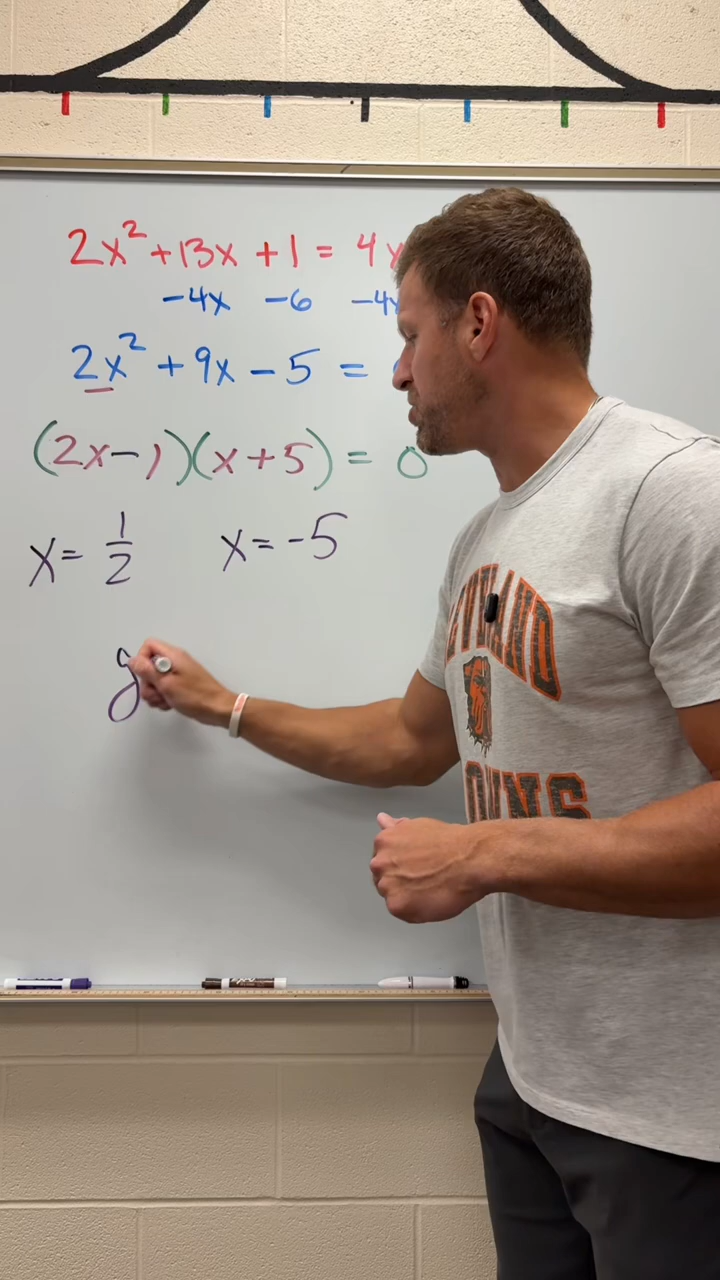 2x² + 13x + 1 = 4x
-4x -6 -4x
2x² + 9x - 5 =
(2x - 1)(x + 5) = 0
x = 1/2 x = -5